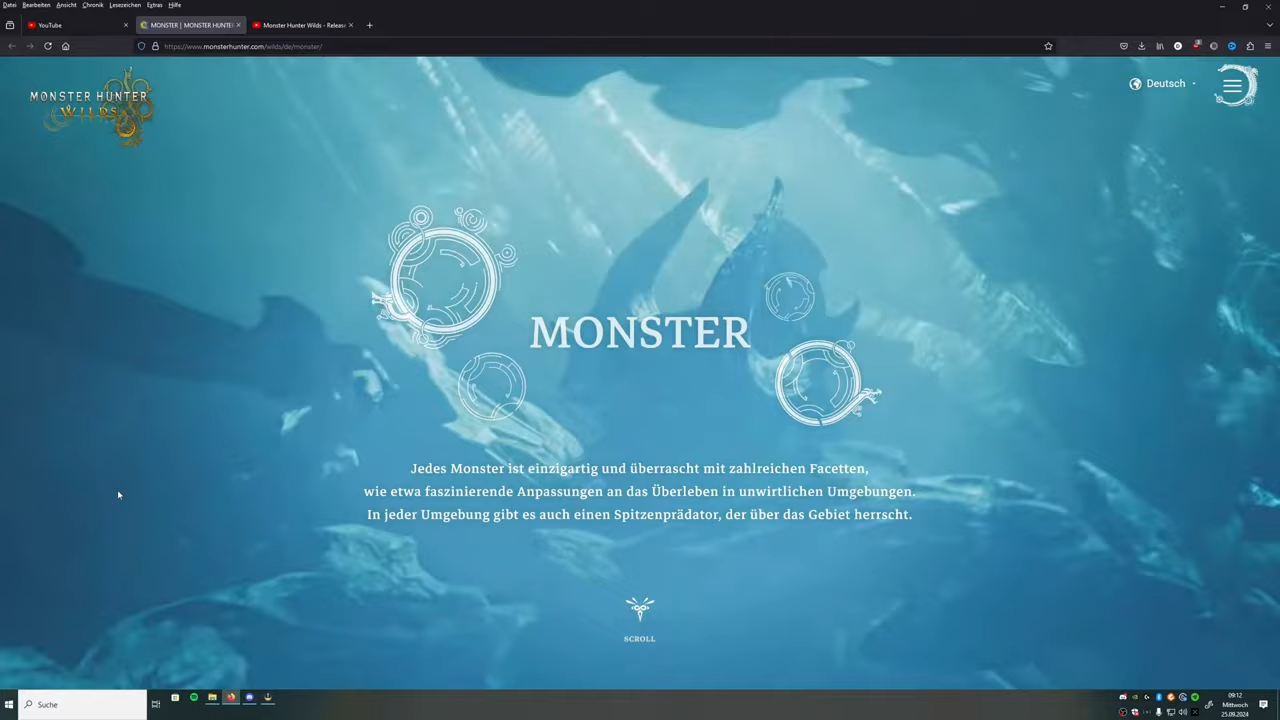 Datei Bearbeiten Ansicht Chronik Lesezeichen Extras Hilfe
YouTube
MONSTER | MONSTER HUNTE
Monster Hunter Wilds - Releas
https://www.monsterhunter.com/wilds/de/monster/
MONSTER HUNTER
WILDS
Deutsch
MONSTER
Jedes Monster ist einzigartig und überrascht mit zahlreichen Facetten,
wie etwa faszinierende Anpassungen an das Überleben in unwirtlichen Umgebungen.
In jeder Umgebung gibt es auch einen Spitzenprädator, der über das Gebiet herrscht.
SCROLL
Suche
09:12
Mittwoch
25.09.2024